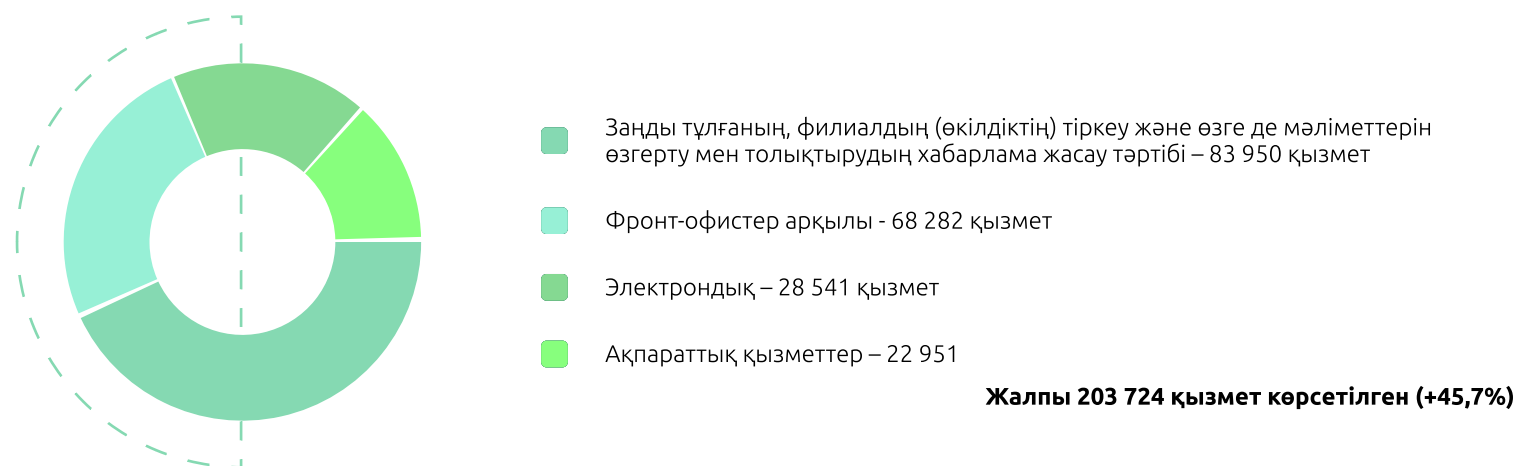 Заңды тұлғаның, филиалдың (өкілдіктің) тіркеу және өзге де мәліметтерін
өзгерту мен толықтырудың хабарлама жасау тәртібі – 83 950 қызмет
Фронт-офистер арқылы - 68 282 қызмет
Электрондық – 28 541 қызмет
Ақпараттық қызметтер – 22 951
Жалпы 203 724 қызмет көрсетілген (+45,7%)